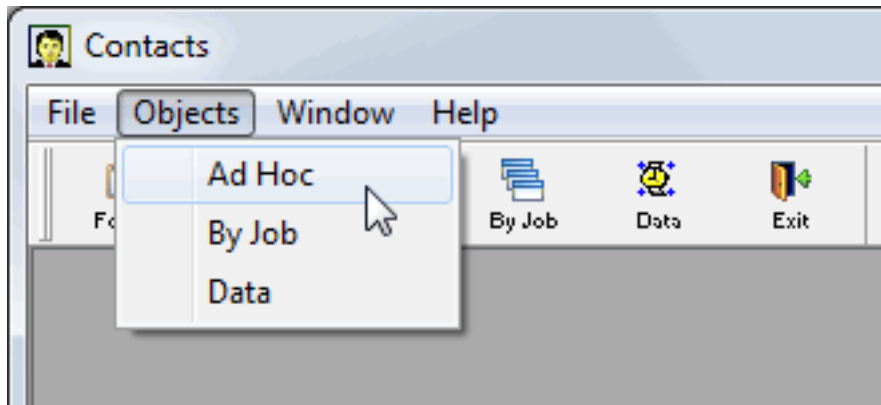 Contacts
File Objects Window Help
Ad Hoc
By Job
Data
By Job Data Exit